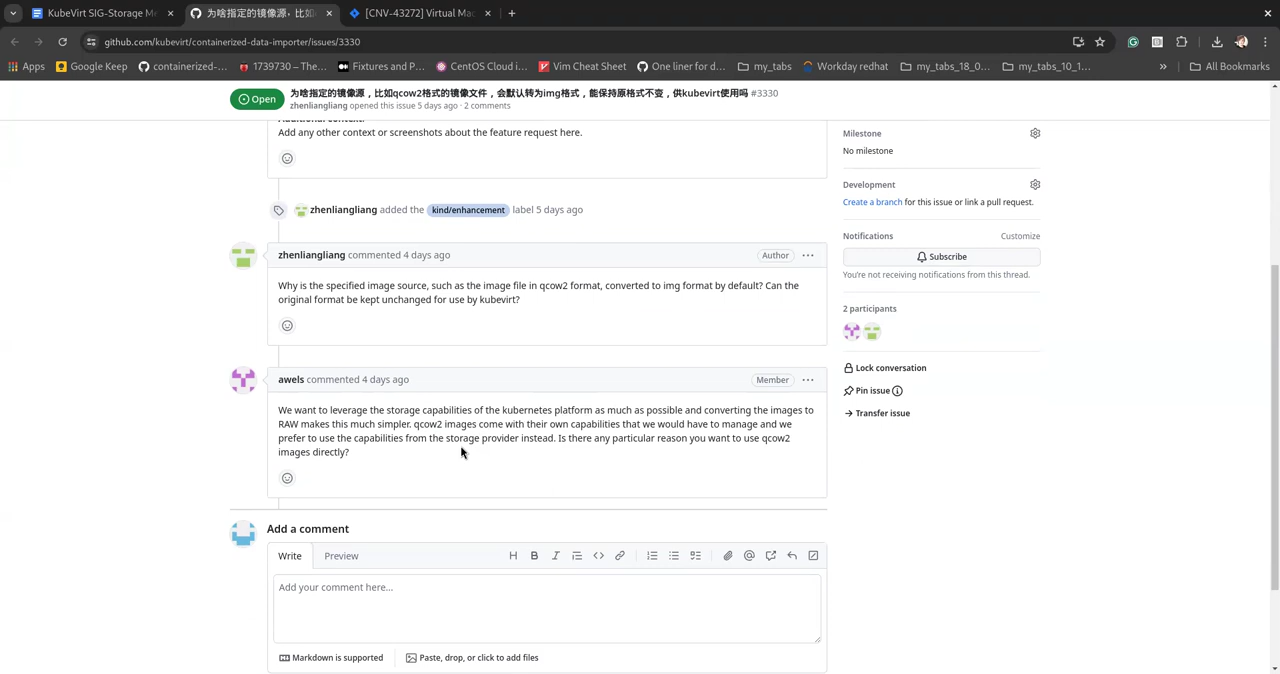 KubeVirt SIG-Storage M
为啥指定的镜像源，比如
[CNV-43272] Virtual Mac
github.com/kubevirt/containerized-data-importer/issues/3330
Apps
Google Keep
containerized-...
1739730 – The...
Fixtures and P...
CentOS Cloud i...
Vim Cheat Sheet
One liner for d...
my_tabs
Workday redhat
my_tabs_18_0...
my_tabs_10_1...
»
All Bookmarks
Open
为啥指定的镜像源，比如qcow2格式的镜像文件，会默认转为img格式，能保持原格式不变，供kubevirt使用吗 #3330
zhenliangliang opened this issue 5 days ago · 2 comments
Additional context:
Add any other context or screenshots about the feature request here.
zhenliangliang added the kind/enhancement label 5 days ago
zhenliangliang commented 4 days ago
Author
Why is the specified image source, such as the image file in qcow2 format, converted to img format by default? Can the
original format be kept unchanged for use by kubevirt?
awels commented 4 days ago
Member
We want to leverage the storage capabilities of the kubernetes platform as much as possible and converting the images to
RAW makes this much simpler. qcow2 images come with their own capabilities that we would have to manage and we
prefer to use the capabilities from the storage provider instead. Is there any particular reason you want to use qcow2
images directly?
Add a comment
Write
Preview
H B I
Add your comment here...
Markdown is supported
Paste, drop, or click to add files
Milestone
No milestone
Development
Create a branch for this issue or link a pull request.
Notifications
Customize
Subscribe
You're not receiving notifications from this thread.
2 participants
Lock conversation
Pin issue
Transfer issue